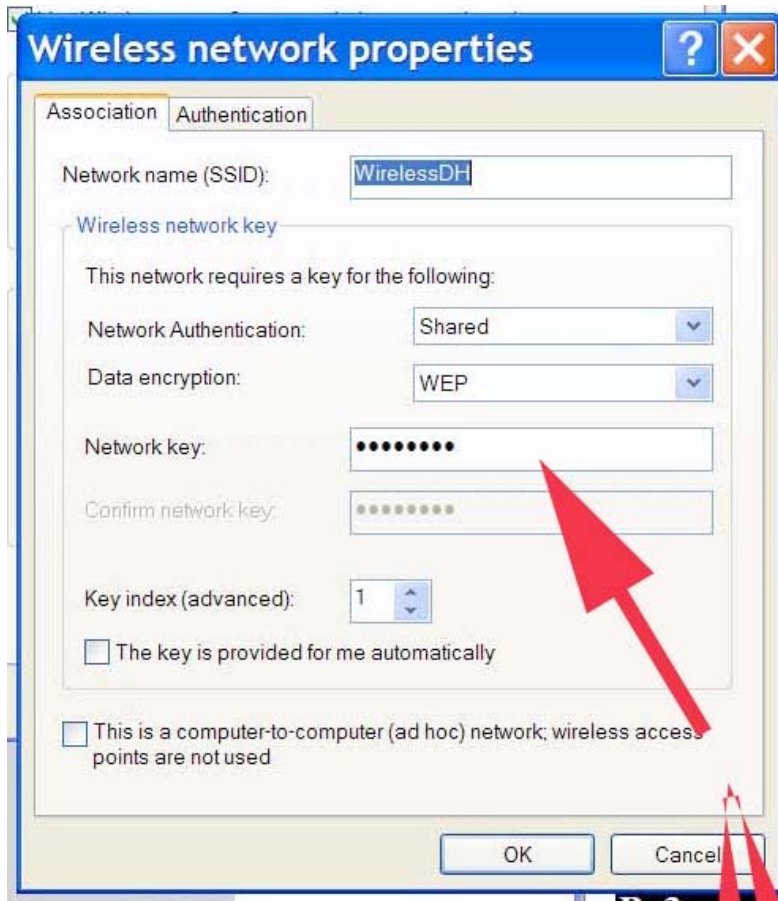 Wireless network properties
Association Authentication
Network name (SSID): WirelessDH
Wireless network key
This network requires a key for the following:
Network Authentication: Shared
Data encryption: WEP
Network key: ••••••••
Confirm network key: ••••••••
Key index (advanced): 1
The key is provided for me automatically
This is a computer-to-computer (ad hoc) network; wireless access
points are not used
OK Cancel